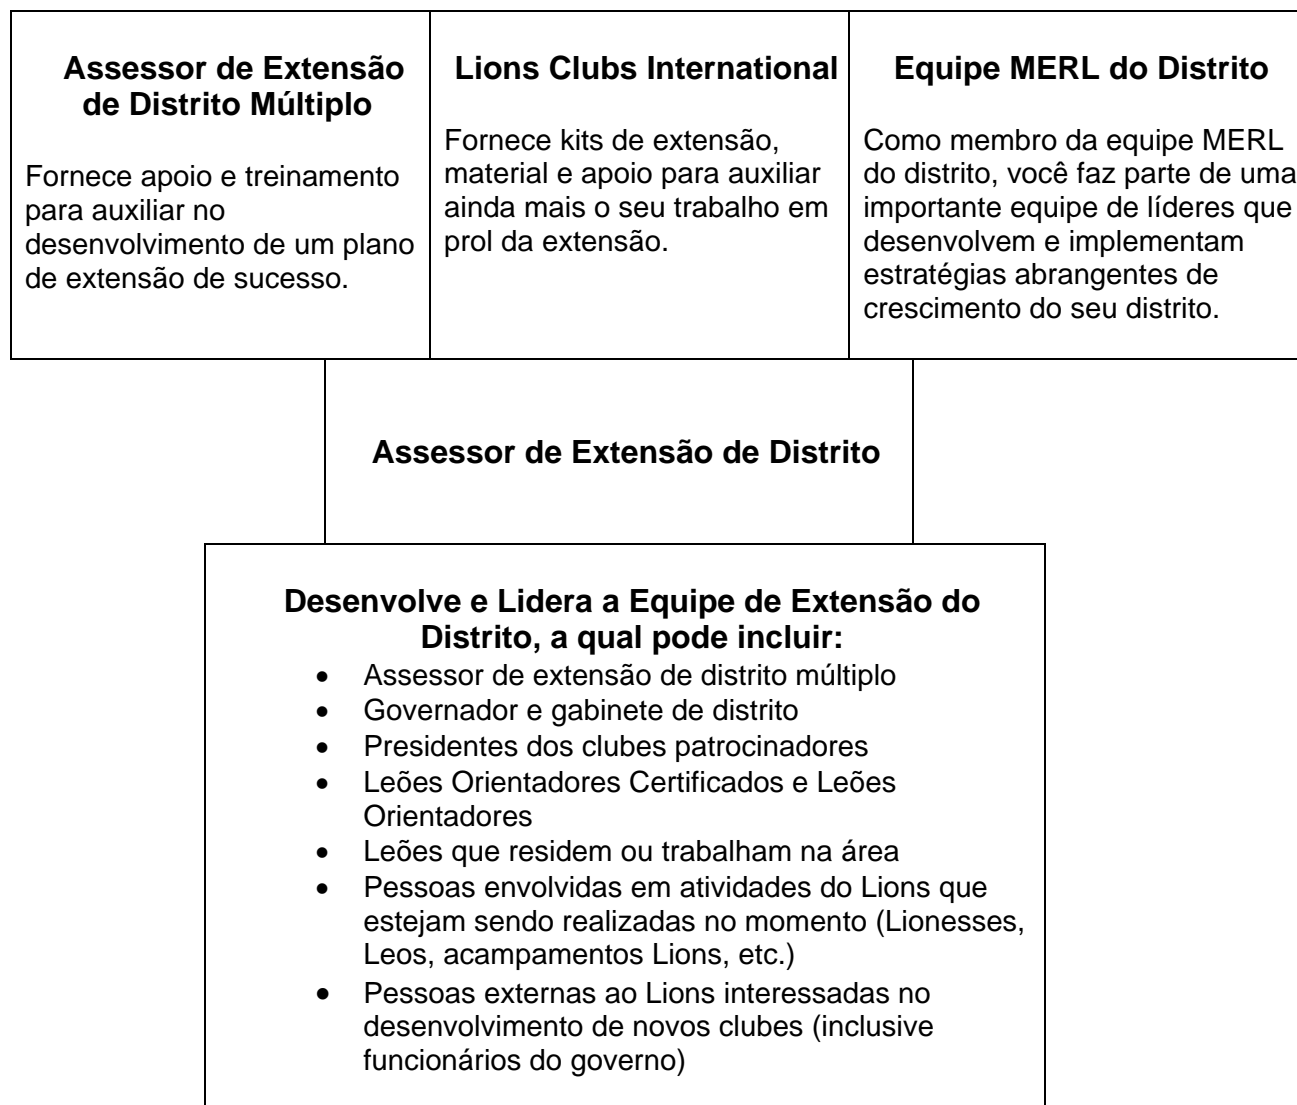 Assessor de Extensão
de Distrito Múltiplo
Fornece apoio e treinamento
para auxiliar no
desenvolvimento de um plano
de extensão de sucesso.
Lions Clubs International
Fornece kits de extensão,
material e apoio para auxiliar
ainda mais o seu trabalho em
prol da extensão.
Equipe MERL do Distrito
Como membro da equipe MERL
do distrito, você faz parte de uma
importante equipe de líderes que
desenvolvem e implementam
estratégias abrangentes de
crescimento do seu distrito.
Assessor de Extensão de Distrito
Desenvolve e Lidera a Equipe de Extensão do
Distrito, a qual pode incluir:
• Assessor de extensão de distrito múltiplo
• Governador e gabinete de distrito
• Presidentes dos clubes patrocinadores
• Leões Orientadores Certificados e Leões
Orientadores
• Leões que residem ou trabalham na área
• Pessoas envolvidas em atividades do Lions que
estejam sendo realizadas no momento (Lionesses,
Leos, acampamentos Lions, etc.)
• Pessoas externas ao Lions interessadas no
desenvolvimento de novos clubes (inclusive
funcionários do governo)